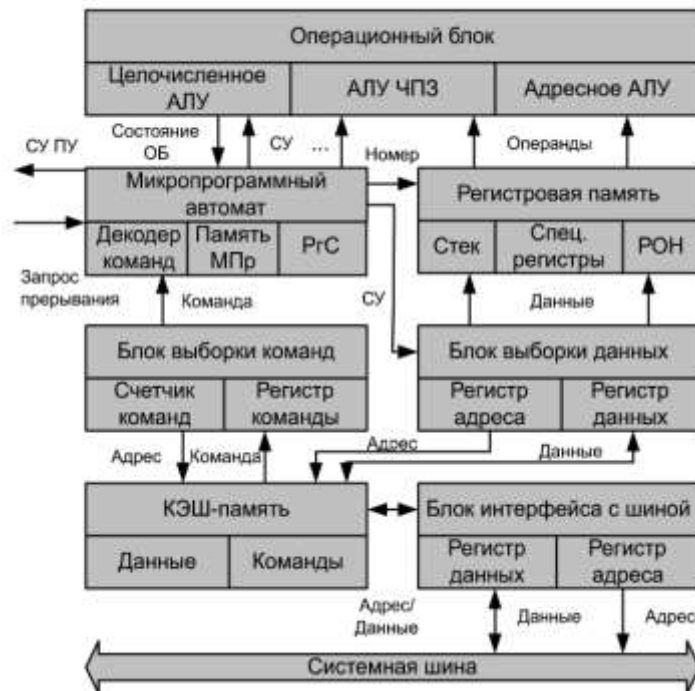 Операционный блок
Целочисленное
АЛУ
АЛУ ЧПЗ
Адресное АЛУ
Состояние
ОБ
СУ
...
Операнды
СУ ПУ
Номер
Микропрограммный
автомат
Регистровая память
Декодер
команд
Память
МПр
РгС
Стек
Спец.
регистры
РОН
Запрос
прерывания
Команда
СУ
Данные
Блок выборки команд
Блок выборки данных
Счетчик
команд
Регистр
команды
Регистр
адреса
Регистр
данных
Адрес
Команда
Адрес
Данные
КЭШ-память
Блок интерфейса с шиной
Данные
Команды
Регистр
данных
Регистр
адреса
Адрес/
Данные
Данные
Адрес
Системная шина